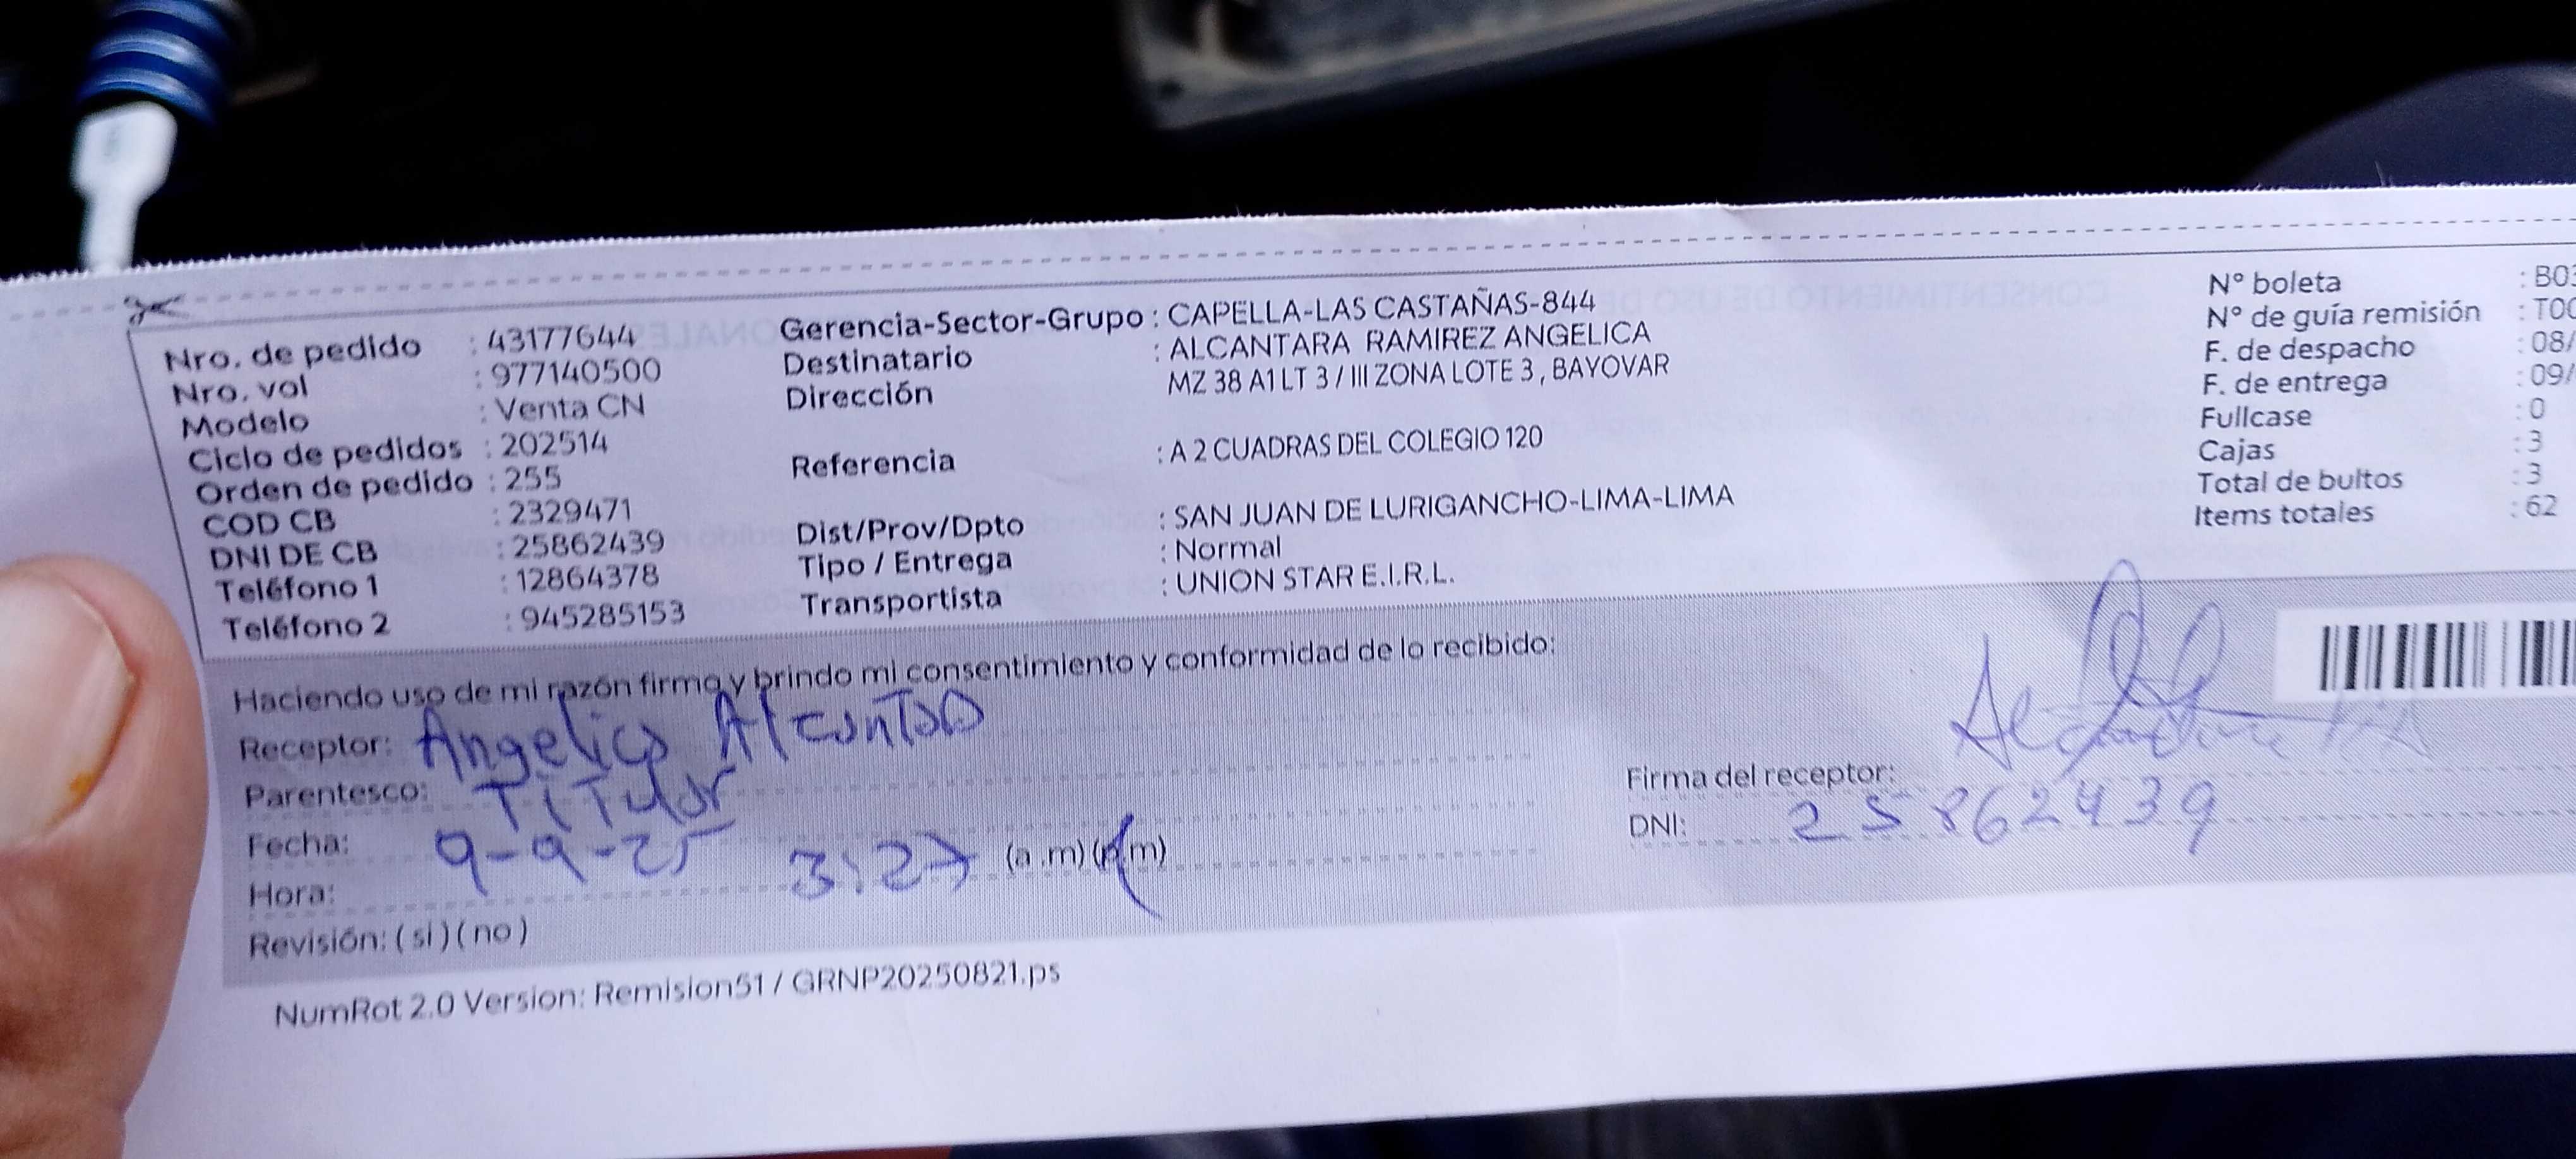 Nro. de pedido : 43177644
Nro. vol : 977140500
Modelo : Venta CN
Ciclo de pedidos : 202514
Orden de pedido : 255
COD CB : 2329471
DNI DE CB : 25862439
Teléfono 1 : 12864378
Teléfono 2 : 945285153
Gerencia-Sector-Grupo : CAPELLA-LAS CASTAÑAS-844
Destinatario : ALCANTARA RAMIREZ ANGELICA
Dirección MZ 38 A1 LT 3 / III ZONA LOTE 3 , BAYOVAR
Referencia : A 2 CUADRAS DEL COLEGIO 120
Dist/Prov/Dpto : SAN JUAN DE LURIGANCHO-LIMA-LIMA
Tipo / Entrega : Normal
Transportista : UNION STAR E.I.R.L.
N° boleta : B03
N° de guía remisión : T00
F. de despacho : 08/
F. de entrega : 09/
Fullcase : 0
Cajas : 3
Total de bultos : 3
Items totales : 62
Haciendo uso de mi razón firma y brindo mi consentimiento y conformidad de lo recibido:
Receptor: Angelica Alcantara
Parentesco: TiTular
Fecha: 9-9-25
Hora: 3:27 (a .m) (p.m)
Revisión: ( si ) ( no )
Firma del receptor:
DNI: 25862439
NumRot 2.0 Version: Remision51 / GRNP20250821.ps